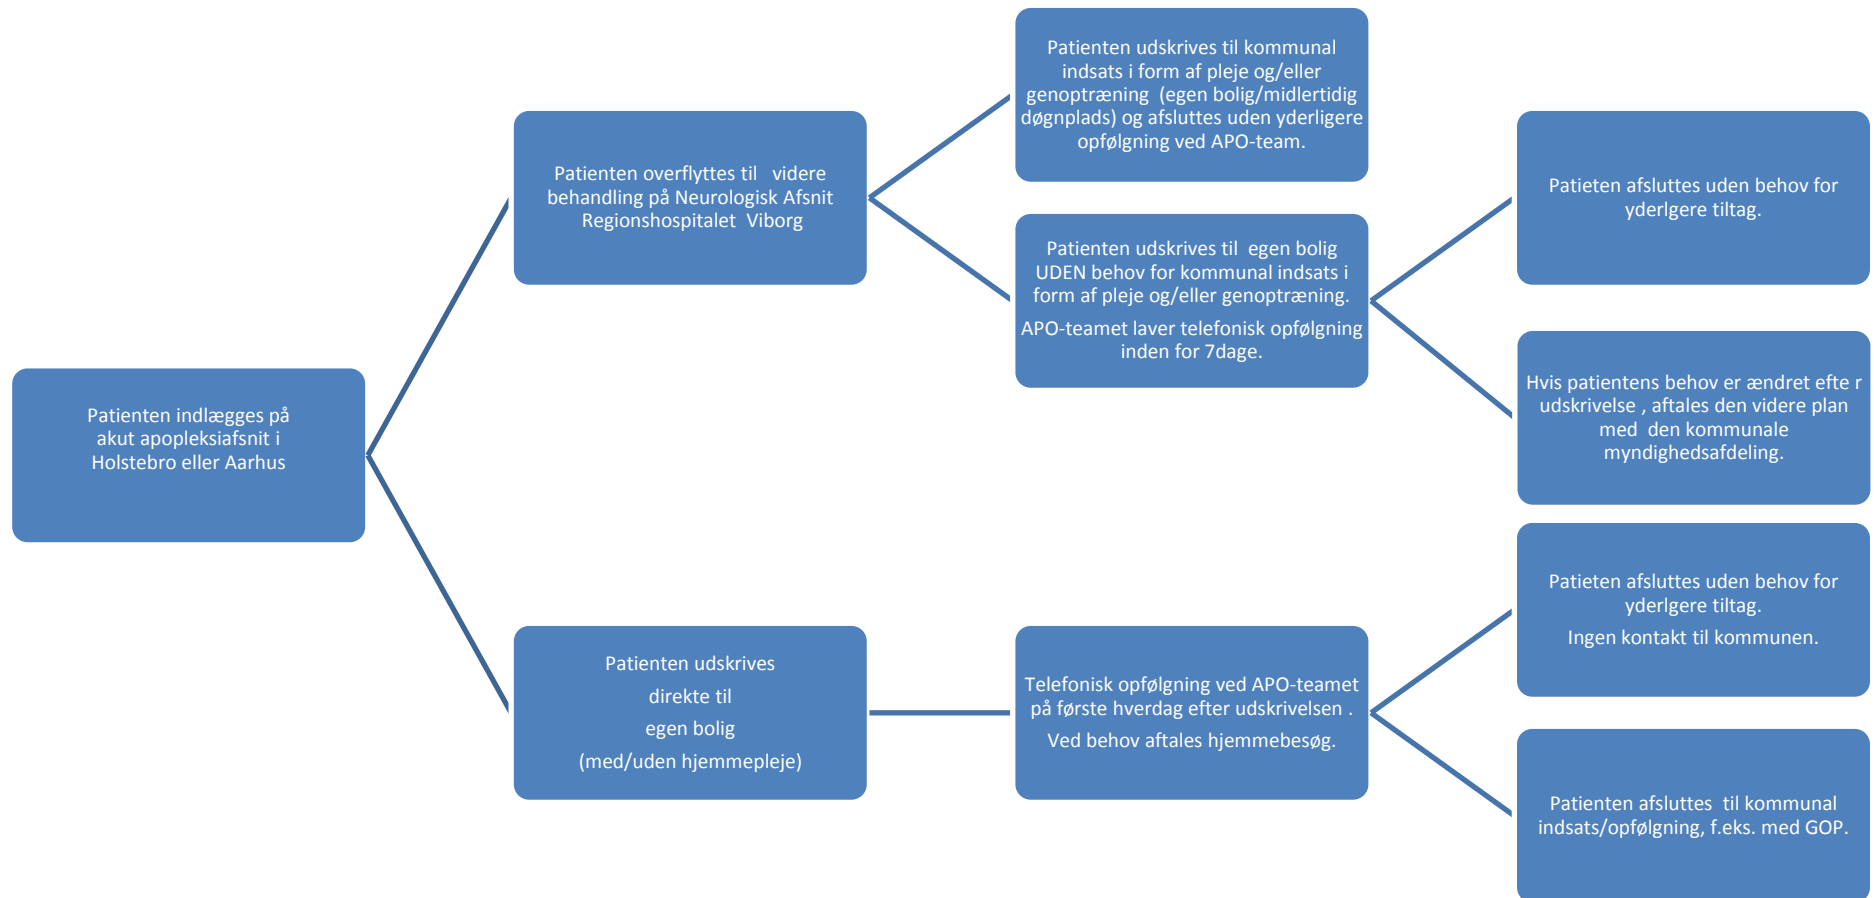 Patienten indlægges på
akut apopleksiafsnit i
Holstebro eller Aarhus
Patienten overflyttes til videre
behandling på Neurologisk Afsnit
Regionshospitalet Viborg
Patienten udskrives til kommunal
indsats i form af pleje og/eller
genoptræning (egen bolig/midlertidig
døgnplads) og afsluttes uden yderligere
opfølgning ved APO-team.
Patienten udskrives til egen bolig
UDEN behov for kommunal indsats i
form af pleje og/eller genoptræning.
APO-teamet laver telefonisk opfølgning
inden for 7dage.
Patieten afsluttes uden behov for
yderlgere tiltag.
Hvis patientens behov er ændret efte r
udskrivelse , aftales den videre plan
med den kommunale
myndighedsafdeling.
Patienten udskrives
direkte til
egen bolig
(med/uden hjemmepleje)
Telefonisk opfølgning ved APO-teamet
på første hverdag efter udskrivelsen .
Ved behov aftales hjemmebesøg.
Patieten afsluttes uden behov for
yderlgere tiltag.
Ingen kontakt til kommunen.
Patienten afsluttes til kommunal
indsats/opfølgning, f.eks. med GOP.